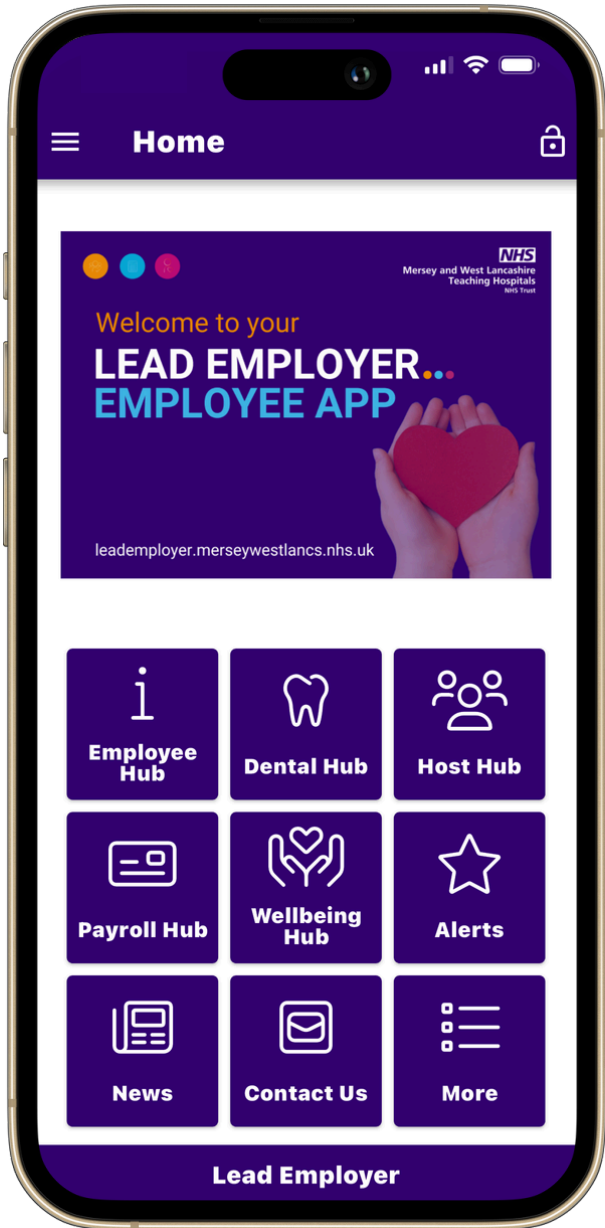 Home
NHS
Mersey and West Lancashire
Teaching Hospitals
NHS Trust
Welcome to your
LEAD EMPLOYER...
EMPLOYEE APP
leademployer.merseywestlancs.nhs.uk
Employee
Hub
Dental Hub
Host Hub
Payroll Hub
Wellbeing
Hub
Alerts
News
Contact Us
More
Lead Employer